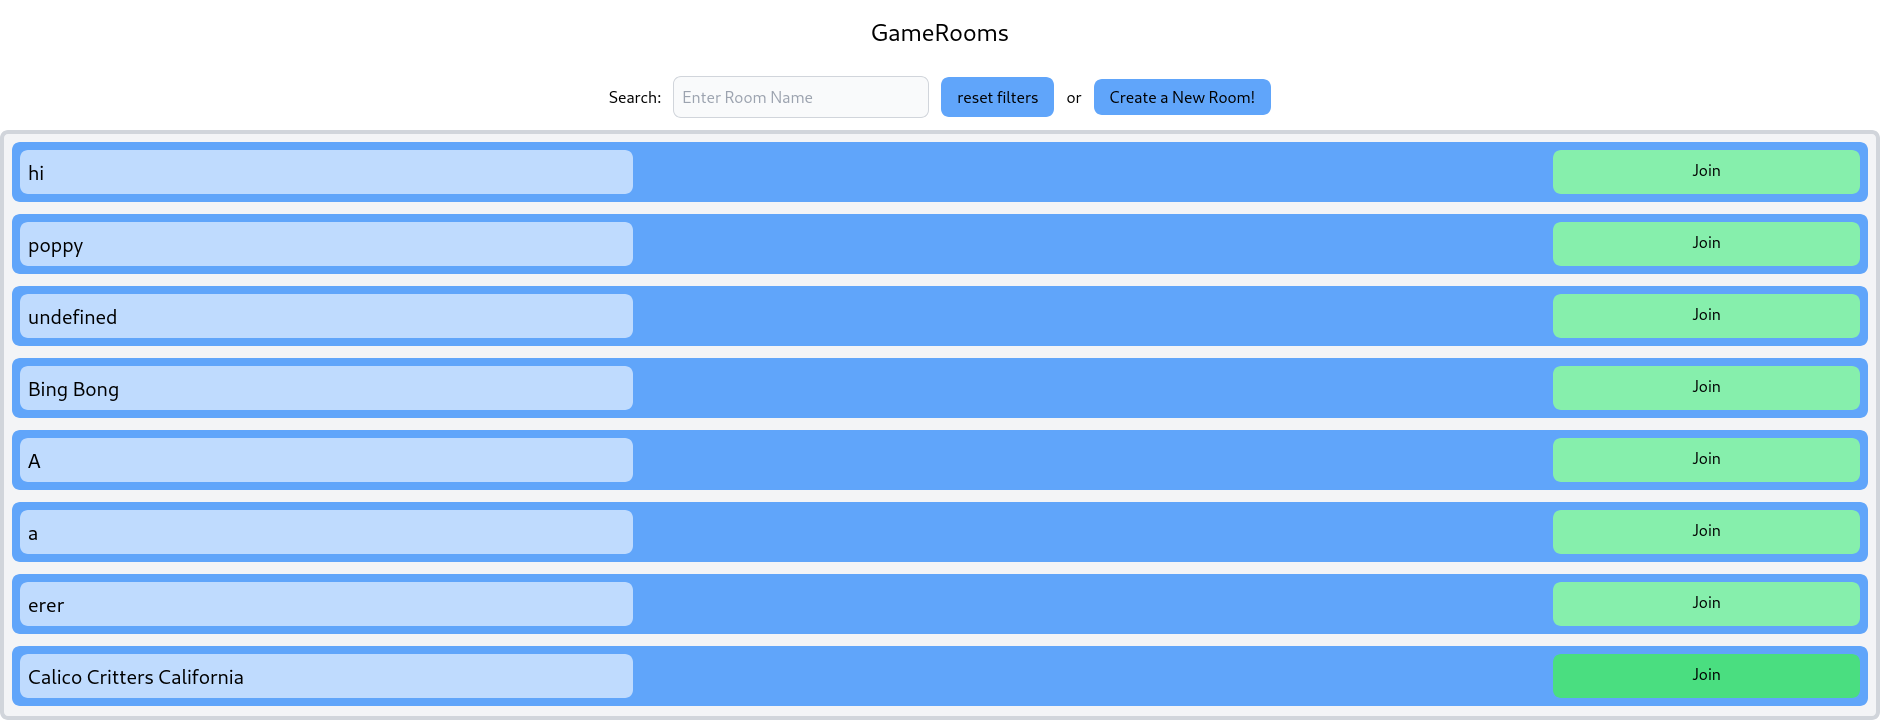 GameRooms
Search: Enter Room Name reset filters or Create a New Room!
hi Join
poppy Join
undefined Join
Bing Bong Join
A Join
a Join
erer Join
Calico Critters California Join